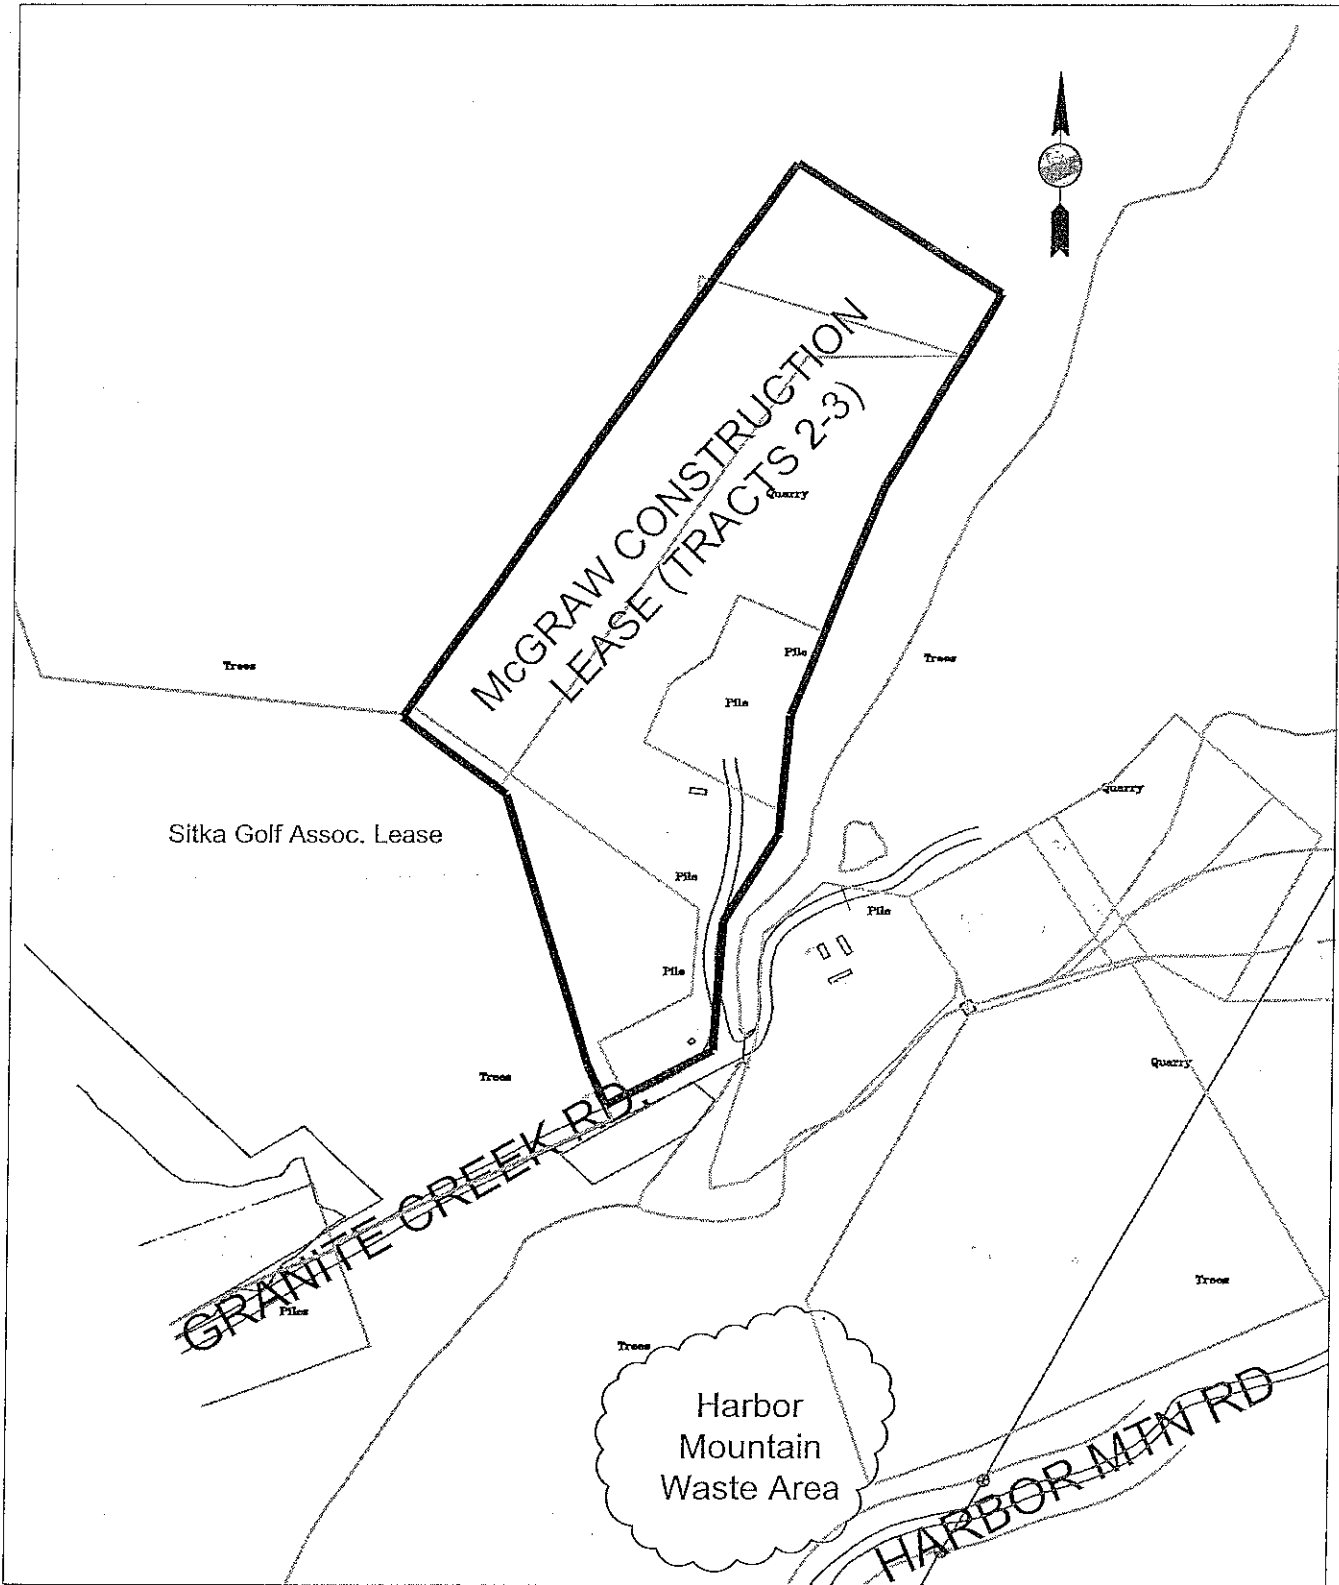 McGRAW CONSTRUCTION
LEASE (TRACTS 2-3)
Quarry
Pile
Trees
Trees
Pile
Quarry
Sitka Golf Assoc. Lease
Pile
Pile
Pile
Trees
Quarry
GRANITE CREEK RD.
Trees
Piles
Trees
Harbor
Mountain
Waste Area
HARBOR MTN RD